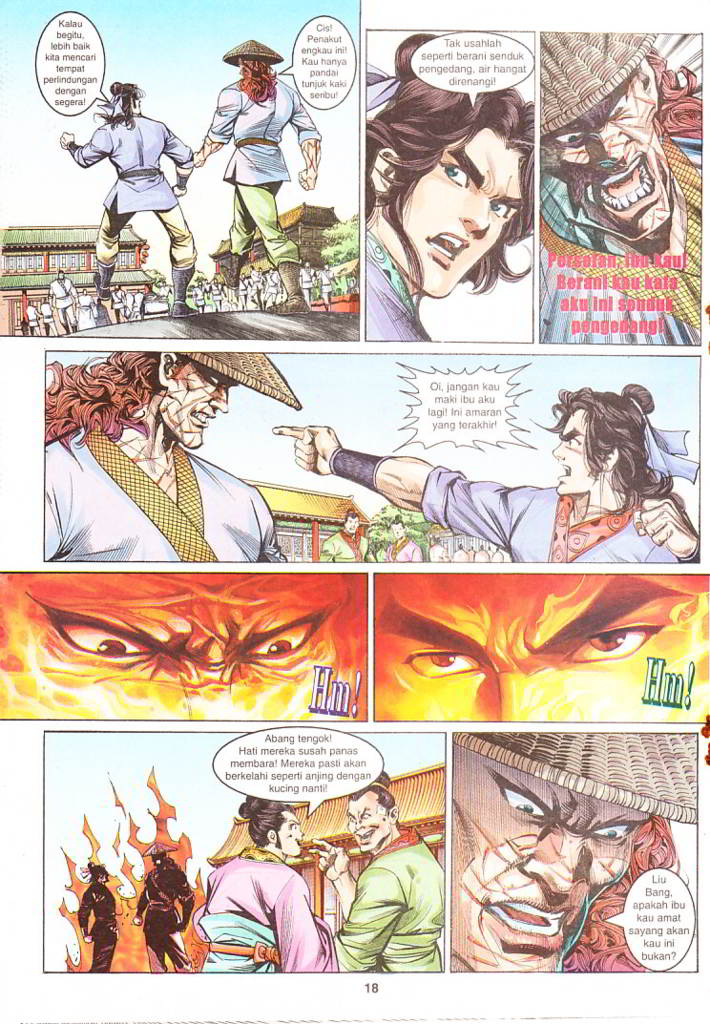 Kalau
begitu,
lebih baik
kita mencari
tempat
perlindungan
dengan
segera!
Cis!
Penakut
engkau ini!
Kau hanya
pandai
tunjuk kaki
seribu!
Tak usahlah
seperti berani senduk
pengedang, air hangat
direnangi!
Persetan, ibu kau!
Berani kau kata
aku ini senduk
pengedang!
Oi, jangan kau
maki ibu aku
lagi! Ini amaran
yang terakhir!
Hm!
Hm!
Abang tengok!
Hati mereka susah panas
membara! Mereka pasti akan
berkelahi seperti anjing dengan
kucing nanti!
Liu
Bang,
apakah ibu
kau amat
sayang akan
kau ini
bukan?
18